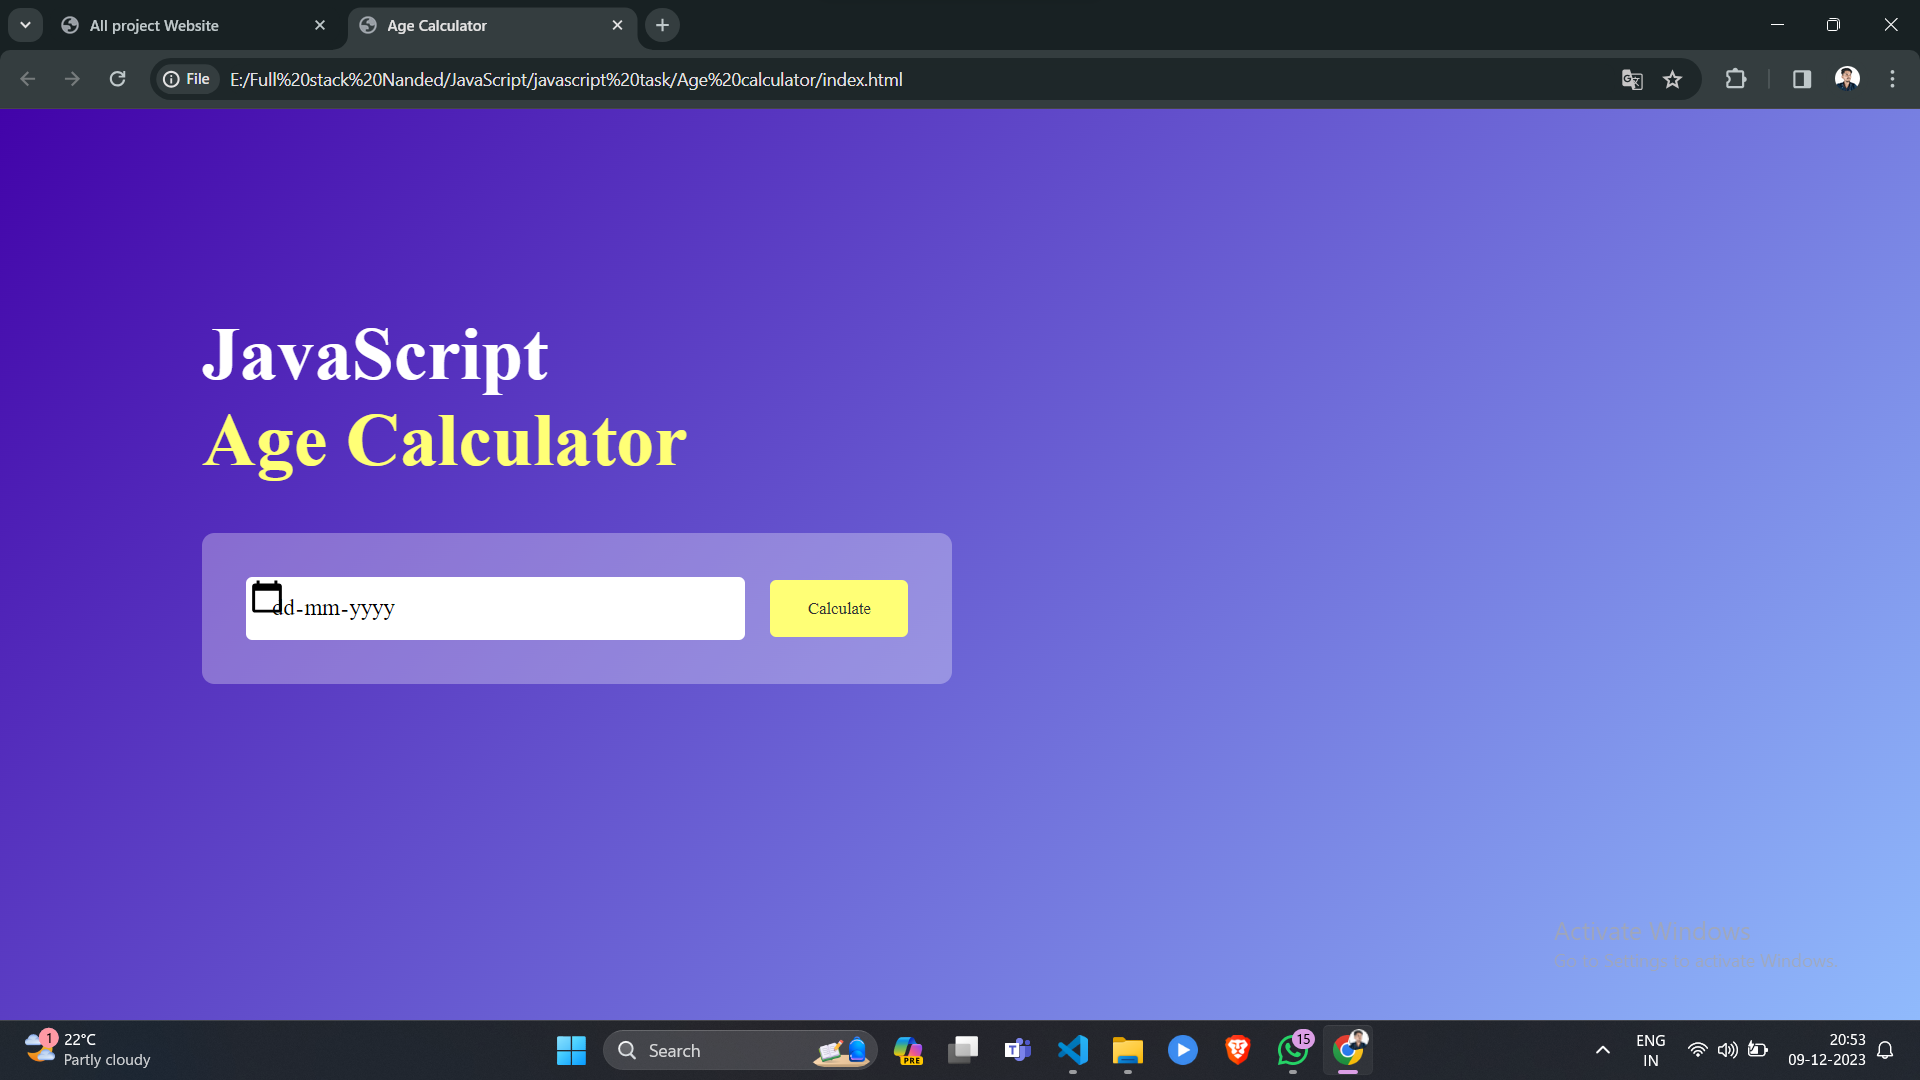 All project Website
Age Calculator
File
E:/Full%20stack%20Nanded/JavaScript/javascript%20task/Age%20calculator/index.html
JavaScript
Age Calculator
dd-mm-yyyy
Calculate
Activate Windows
Go to Settings to activate Windows.
1
22°C
Partly cloudy
Search
PRE
15
ENG
IN
20:53
09-12-2023